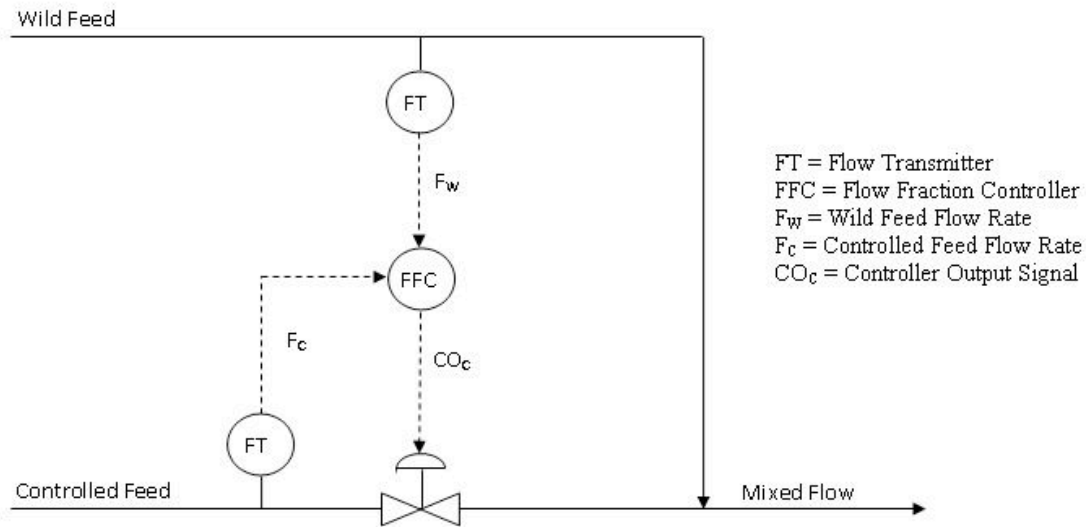 Wild Feed
FT
Fw
FFC
Fc
COc
FT
Controlled Feed
Mixed Flow
FT = Flow Transmitter
FFC = Flow Fraction Controller
Fw = Wild Feed Flow Rate
Fc = Controlled Feed Flow Rate
COc = Controller Output Signal